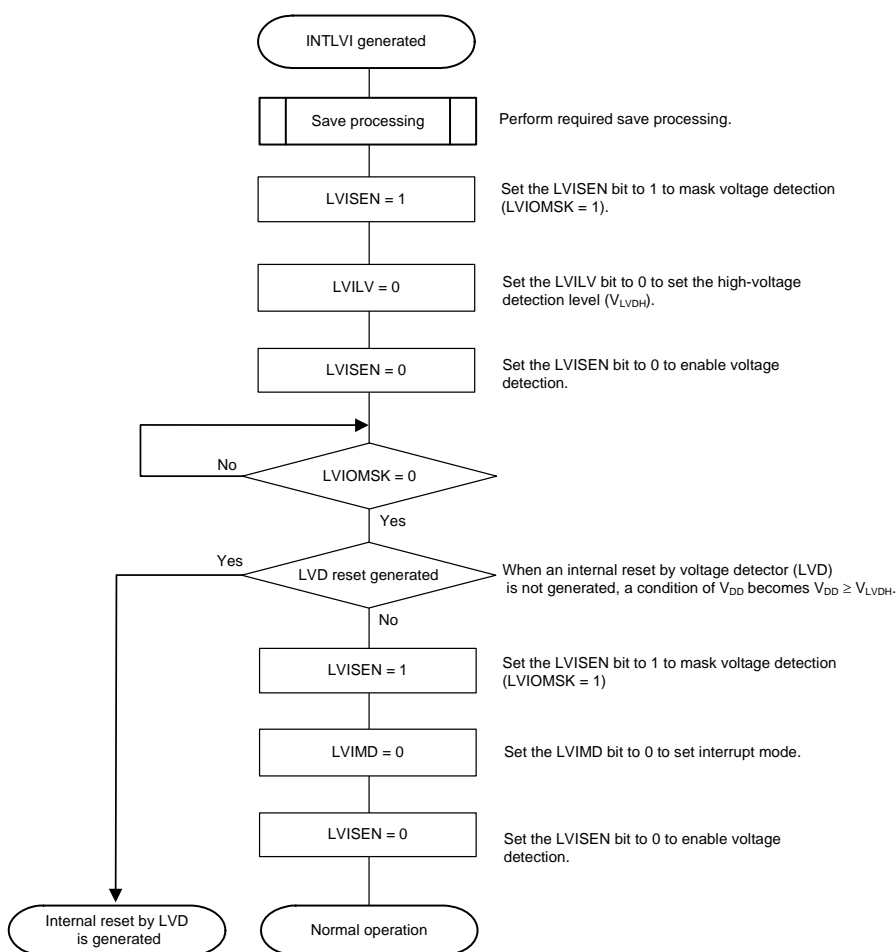 INTLVI generated
Save processing
Perform required save processing.
LVISEN = 1
Set the LVISEN bit to 1 to mask voltage detection
(LVIOMSK = 1).
LVILV = 0
Set the LVILV bit to 0 to set the high-voltage
detection level (VLVDH).
LVISEN = 0
Set the LVISEN bit to 0 to enable voltage
detection.
No
LVIOMSK = 0
Yes
Yes
LVD reset generated
When an internal reset by voltage detector (LVD)
is not generated, a condition of VDD becomes VDD ≥ VLVDH.
No
LVISEN = 1
Set the LVISEN bit to 1 to mask voltage detection
(LVIOMSK = 1)
LVIMD = 0
Set the LVIMD bit to 0 to set interrupt mode.
LVISEN = 0
Set the LVISEN bit to 0 to enable voltage
detection.
Internal reset by LVD
is generated
Normal operation